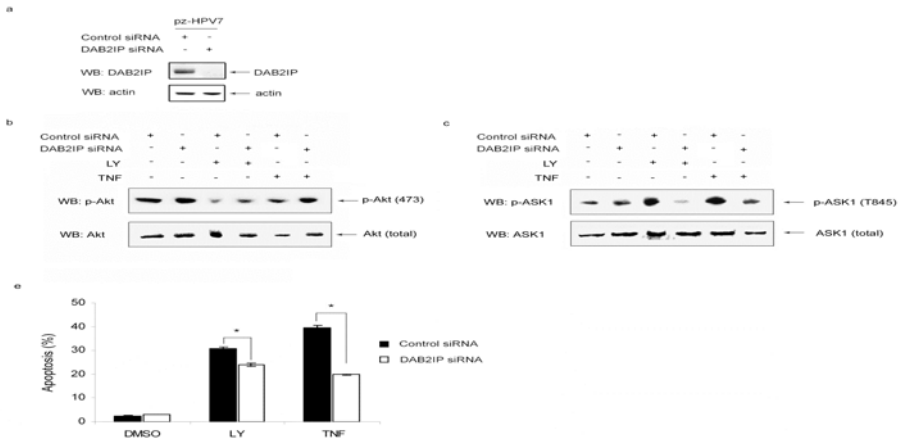 a
pz-HPV7
Control siRNA + -
DAB2IP siRNA - +
WB: DAB2IP DAB2IP
WB: actin actin
b
Control siRNA + - + - + -
DAB2IP siRNA - + - + - +
LY - - + + - -
TNF - - - - + +
WB: p-Akt p-Akt (473)
WB: Akt Akt (total)
c
Control siRNA + - + - + -
DAB2IP siRNA - + - + - +
LY - - + + - -
TNF - - - - + +
WB: p-ASK1 p-ASK1 (T845)
WB: ASK1 ASK1 (total)
e
Apoptosis (%)
50
40
30
20
10
0
* *
Control siRNA
DAB2IP siRNA
DMSO LY TNF